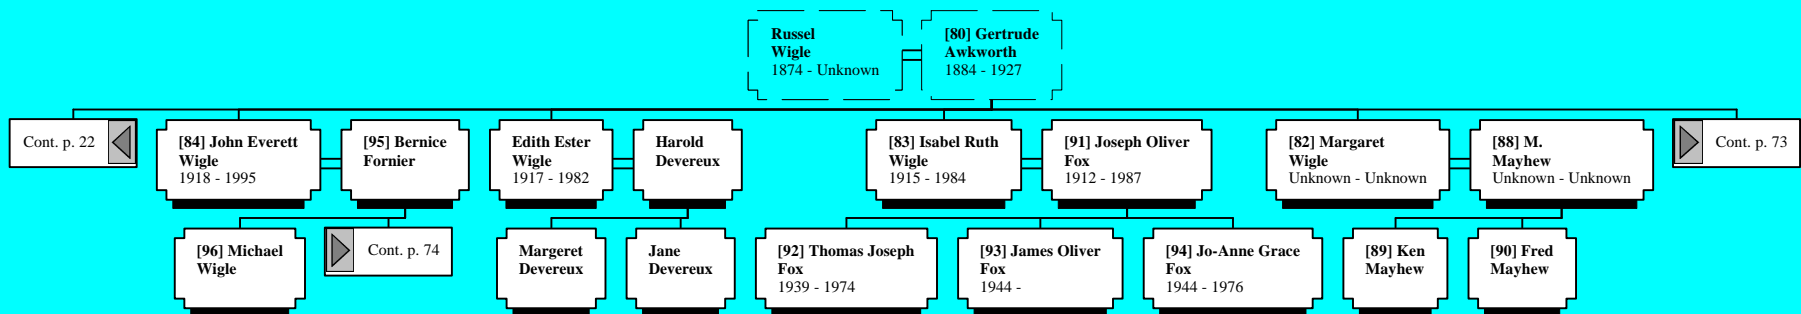 Russel
Wigle
1874 - Unknown
[80] Gertrude
Awkworth
1884 - 1927
Cont. p. 22
[84] John Everett
Wigle
1918 - 1995
[95] Bernice
Fornier
Edith Ester
Wigle
1917 - 1982
Harold
Devereux
[83] Isabel Ruth
Wigle
1915 - 1984
[91] Joseph Oliver
Fox
1912 - 1987
[82] Margaret
Wigle
Unknown - Unknown
[88] M.
Mayhew
Unknown - Unknown
Cont. p. 73
[96] Michael
Wigle
Cont. p. 74
Margeret
Devereux
Jane
Devereux
[92] Thomas Joseph
Fox
1939 - 1974
[93] James Oliver
Fox
1944 -
[94] Jo-Anne Grace
Fox
1944 - 1976
[89] Ken
Mayhew
[90] Fred
Mayhew